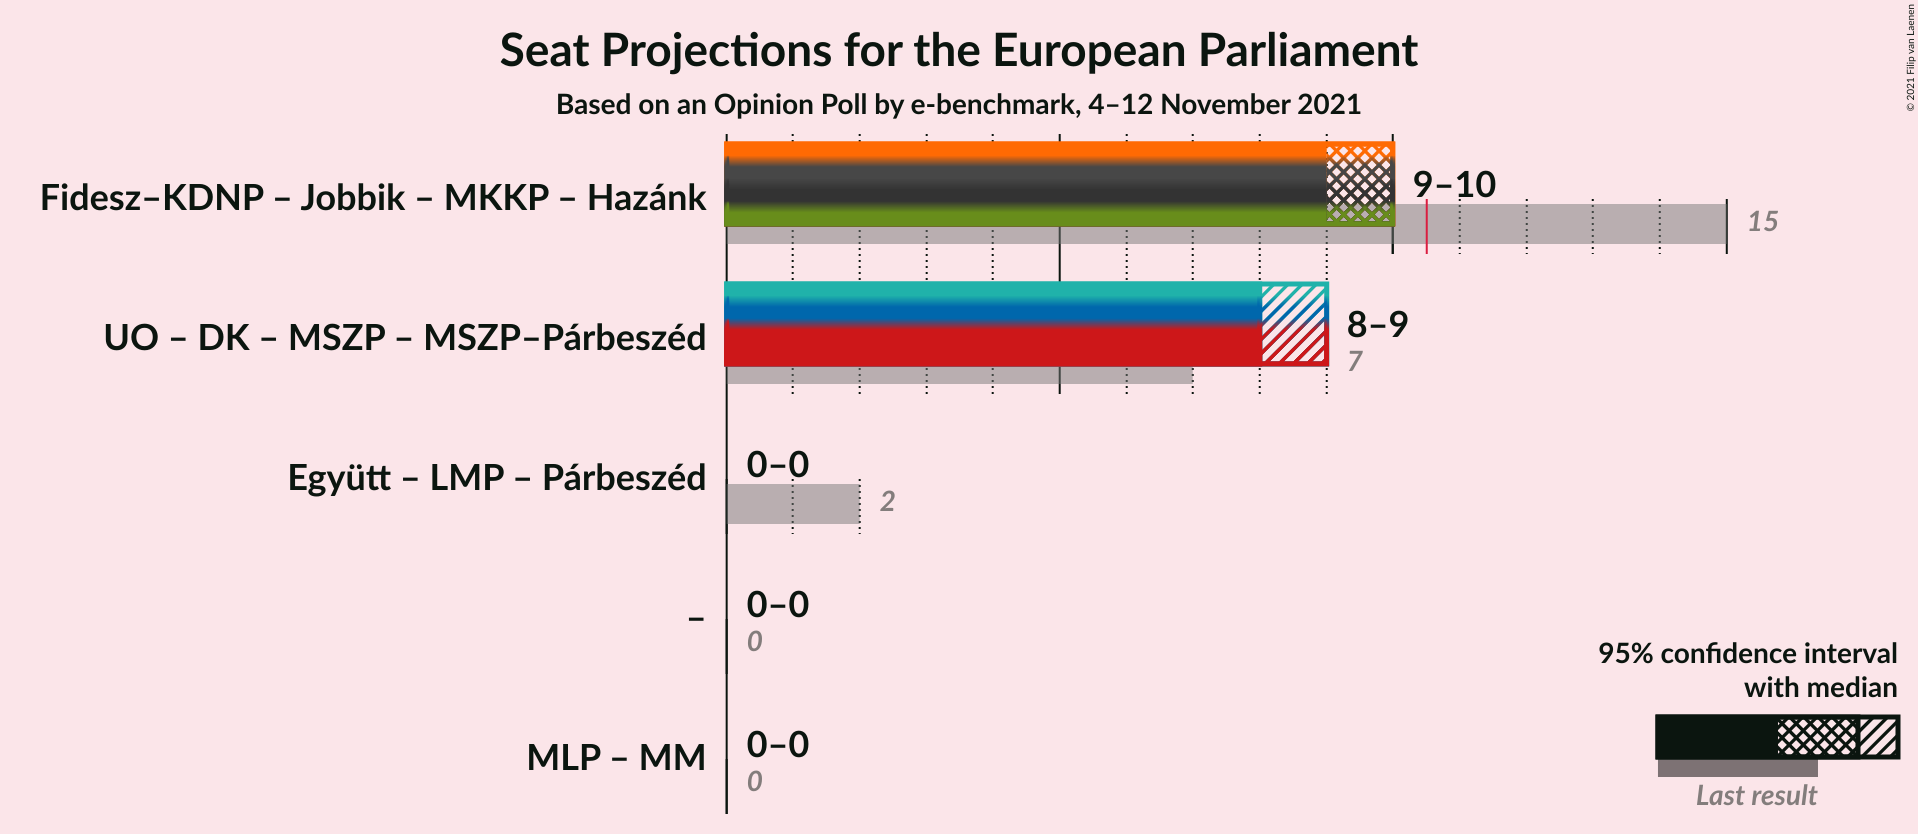 Seat Projections for the European Parliament
Based on an Opinion Poll by e-benchmark, 4–12 November 2021
© 2021 Filip van Laenen
Fidesz–KDNP – Jobbik – MKKP – Hazánk
9–10
15
UO – DK – MSZP – MSZP–Párbeszéd
8–9
7
Együtt – LMP – Párbeszéd
0–0
2
–
0–0
0
MLP – MM
0–0
0
95% confidence interval
with median
Last result